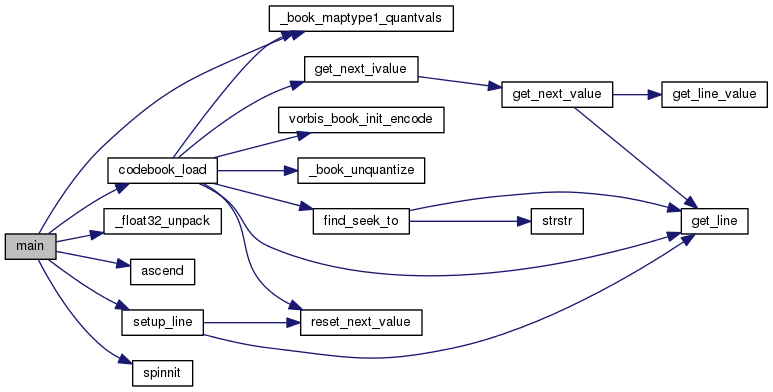 _book_maptype1_quantvals
get_next_ivalue
get_next_value
get_line_value
vorbis_book_init_encode
codebook_load
_book_unquantize
_float32_unpack
find_seek_to
strstr
get_line
main
ascend
setup_line
reset_next_value
spinnit